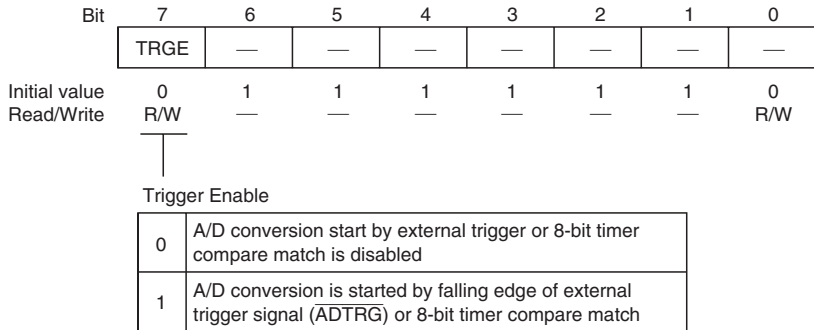 Bit 7 6 5 4 3 2 1 0
TRGE — — — — — — —
Initial value 0 1 1 1 1 1 1 0
Read/Write R/W — — — — — — R/W
Trigger Enable
0 A/D conversion start by external trigger or 8-bit timer
compare match is disabled
1 A/D conversion is started by falling edge of external
trigger signal (ADTRG) or 8-bit timer compare match